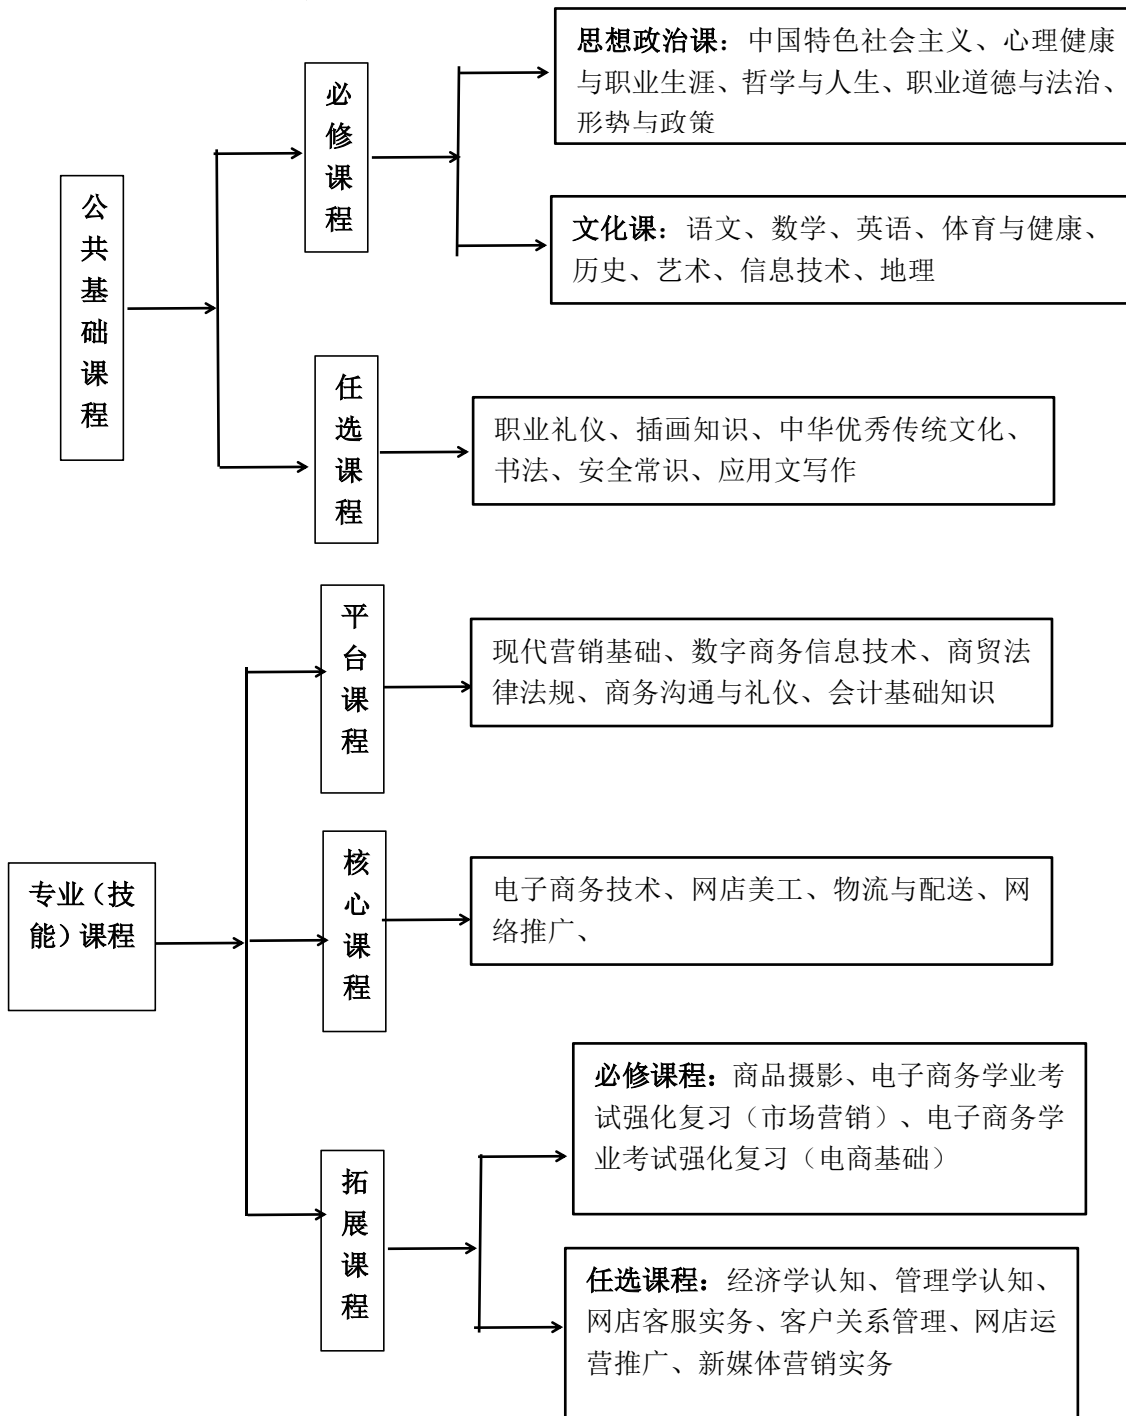 公共基础课程
必修课程
思想政治课：中国特色社会主义、心理健康
与职业生涯、哲学与人生、职业道德与法治、
形势与政策
文化课：语文、数学、英语、体育与健康、
历史、艺术、信息技术、地理
任选课程
职业礼仪、插画知识、中华优秀传统文化、
书法、安全常识、应用文写作
专业（技
能）课程
平台课程
现代营销基础、数字商务信息技术、商贸法
律法规、商务沟通与礼仪、会计基础知识
核心课程
电子商务技术、网店美工、物流与配送、网
络推广、
拓展课程
必修课程：商品摄影、电子商务学业考
试强化复习（市场营销）、电子商务学
业考试强化复习（电商基础）
任选课程：经济学认知、管理学认知、
网店客服实务、客户关系管理、网店运
营推广、新媒体营销实务